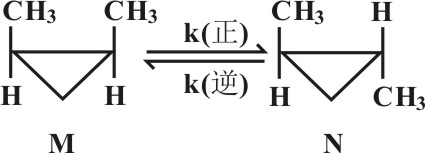 CH₃ CH₃ k(正) CH₃ H
H H k(逆) H CH₃
M N